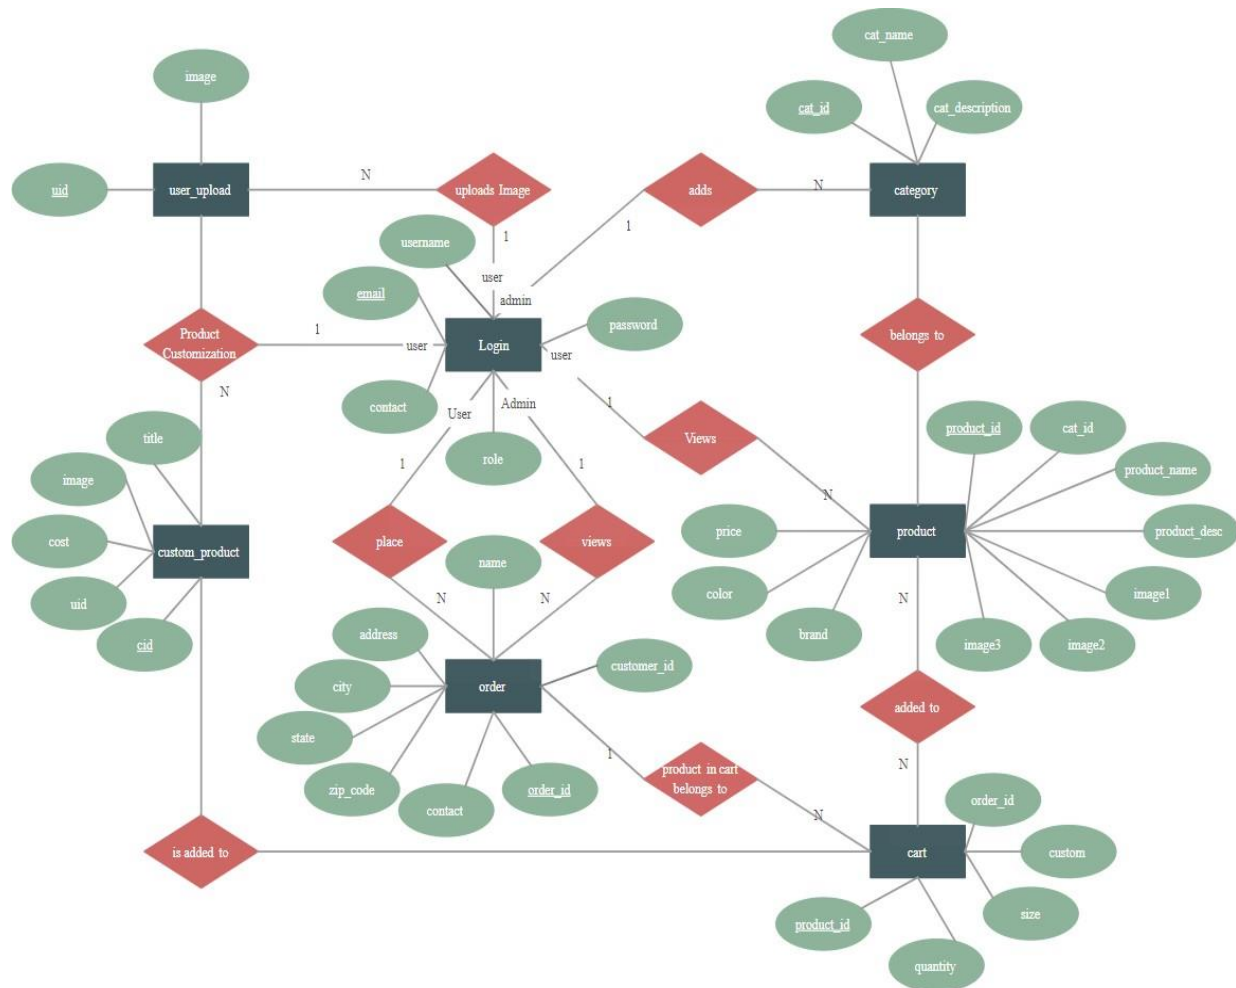 cat_name
image
cat_id
cat_description
uid
user_upload
N
uploads Image
adds
N
category
1
1
username
user
email
admin
Product
Customization
1
user
Login
user
password
belongs to
N
contact
User
Admin
1
Views
title
role
product_id
cat_id
1
1
image
product_name
N
cost
custom_product
place
views
price
product
product_desc
name
uid
N
N
color
N
image1
cid
address
brand
image3
image2
customer_id
city
order
added to
state
1
product in cart
belongs to
N
zip_code
contact
order_id
order_id
N
is added to
cart
custom
product_id
size
quantity